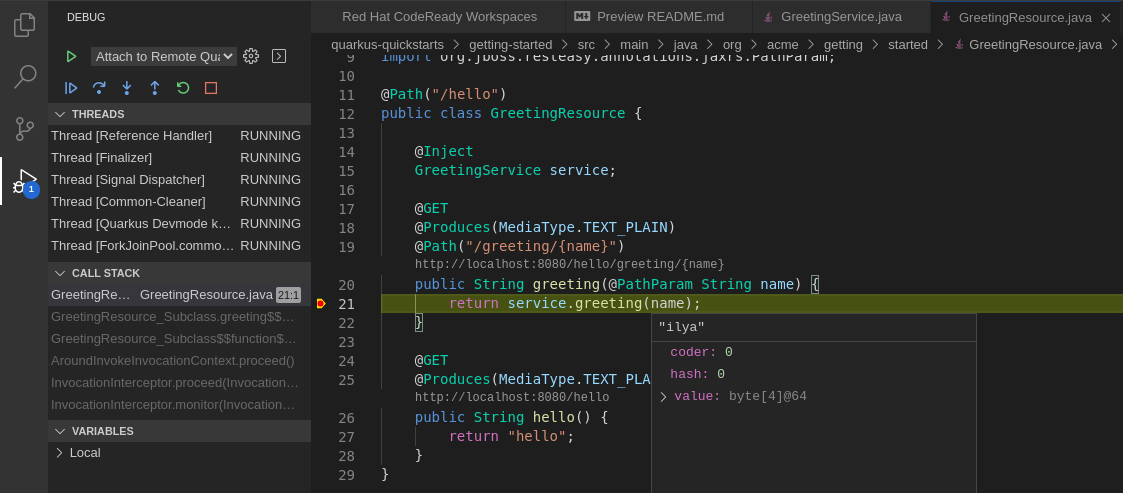 DEBUG
Attach to Remote Qua
THREADS
Thread [Reference Handler] RUNNING
Thread [Finalizer] RUNNING
Thread [Signal Dispatcher] RUNNING
Thread [Common-Cleaner] RUNNING
Thread [Quarkus Devmode k... RUNNING
Thread [ForkJoinPool.commo... RUNNING
CALL STACK
GreetingRe... GreetingResource.java 21:1
GreetingResource_Subclass.greeting$$...
GreetingResource_Subclass$$function$...
AroundInvokeInvocationContext.proceed()
InvocationInterceptor.proceed(Invocation...
InvocationInterceptor.monitor(Invocation...
VARIABLES
Local
1
Red Hat CodeReady Workspaces Preview README.md GreetingService.java GreetingResource.java
quarkus-quickstarts > getting-started > src > main > java > org > acme > getting > started > GreetingResource.java >
9 import org.jboss.resteasy.annotations.jaxrs.PathParam;
10
11 @Path("/hello")
12 public class GreetingResource {
13
14 @Inject
15 GreetingService service;
16
17 @GET
18 @Produces(MediaType.TEXT_PLAIN)
19 @Path("/greeting/{name}")
http://localhost:8080/hello/greeting/{name}
20 public String greeting(@PathParam String name) {
21 return service.greeting(name);
22 }
23
24 @GET
25 @Produces(MediaType.TEXT_PLA
http://localhost:8080/hello
26 public String hello() {
27 return "hello";
28 }
29 }
"ilya"
coder: 0
hash: 0
value: byte[4]@64